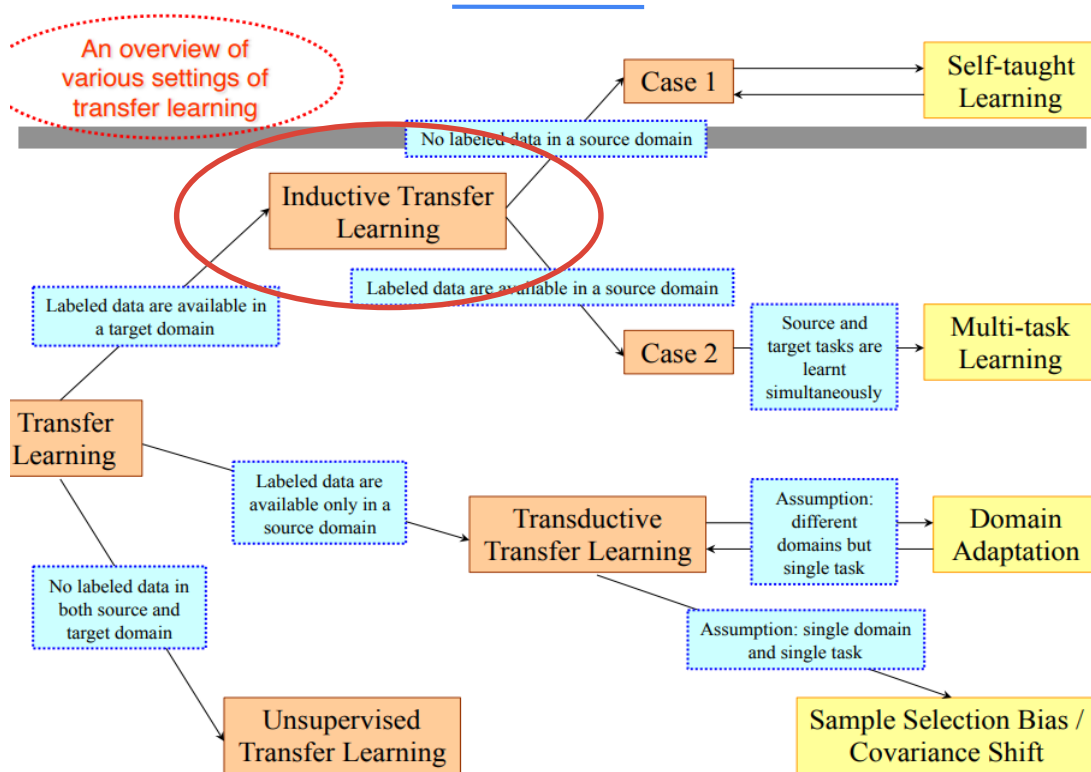 An overview of
various settings of
transfer learning
Case 1
Self-taught
Learning
No labeled data in a source domain
Inductive Transfer
Learning
Labeled data are available in a source domain
Labeled data are available in
a target domain
Case 2
Source and
target tasks are
learnt
simultaneously
Multi-task
Learning
Transfer
Learning
Labeled data are
available only in a
source domain
Transductive
Transfer Learning
Assumption:
different
domains but
single task
Domain
Adaptation
No labeled data in
both source and
target domain
Assumption: single domain
and single task
Unsupervised
Transfer Learning
Sample Selection Bias /
Covariance Shift